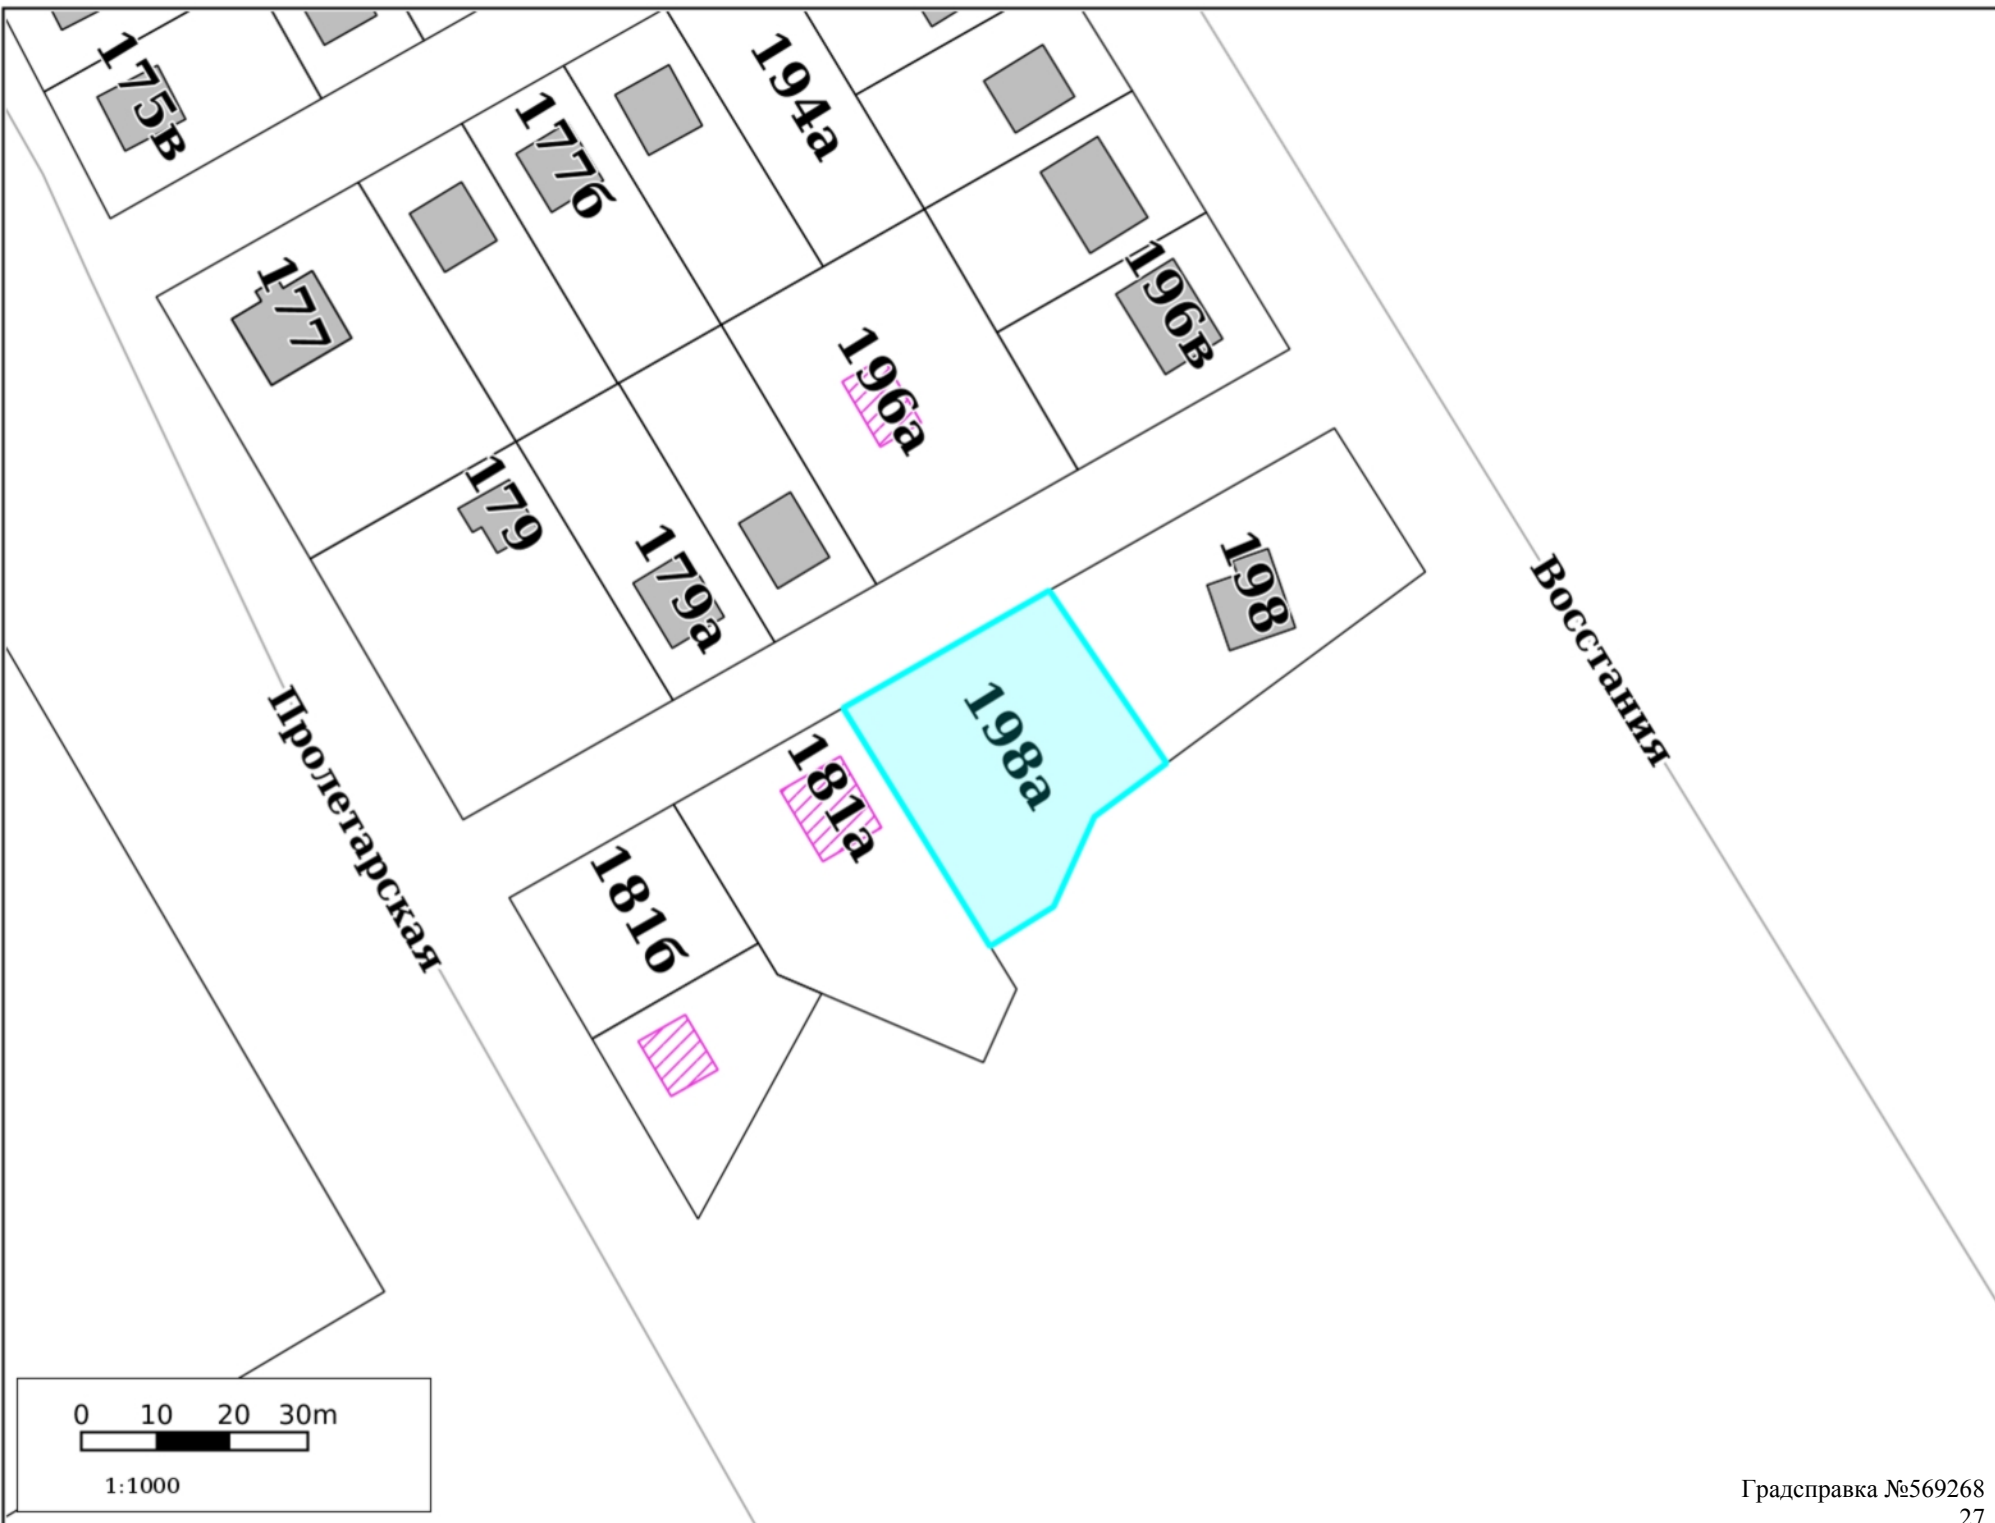 175в
177б
194а
177
196в
196а
179
179а
198
Восстания
198а
Пролетарская
181а
181б
0 10 20 30m
1:1000
Градсправка №569268
27